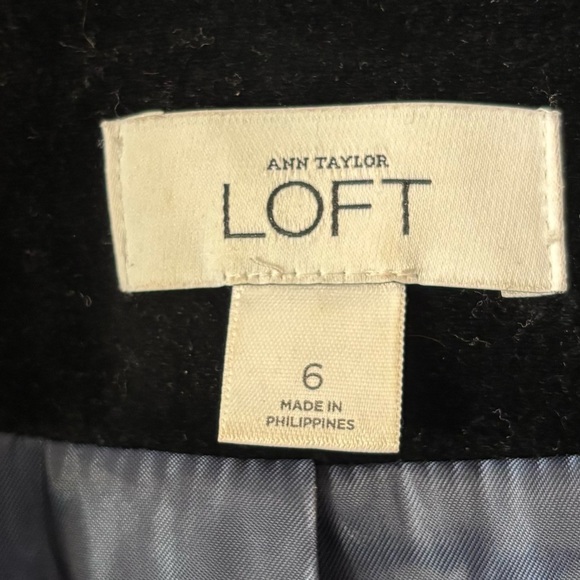 ANN TAYLOR
LOFT
6
MADE IN
PHILIPPINES